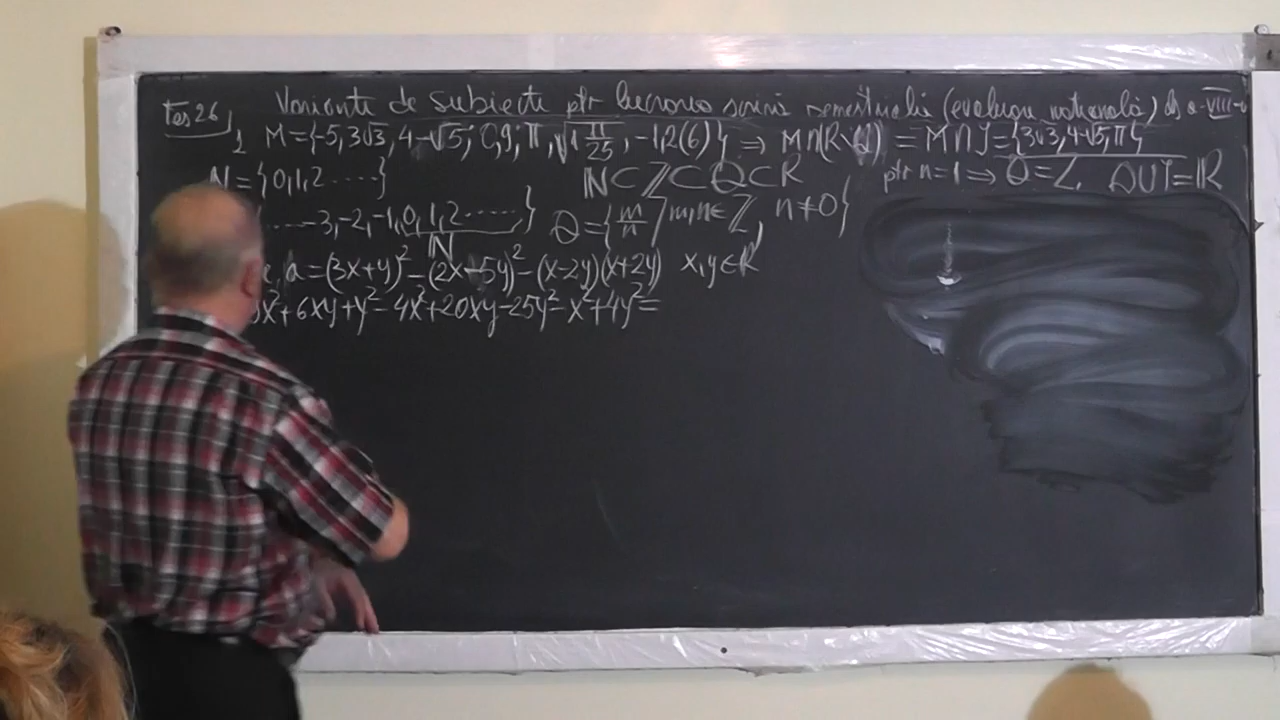 Tes 26 Variante de subiecte ptr lucrarea scrisă semestrială (evaluare națională) cls a-VIII-a
1, M={-5, 3√3, 4-√5; 0,9; π, √1 11/25, -1,2(6)} ⇒ M∩(R\Q) = M∩I={3√3, 4-√5, π}
N={0,1,2.....} ℕ⊂ℤ⊂Q⊂R ptr n=1 ⇒ Q=Z, Q∪I=ℝ
.....-3,-2,-1,0,1,2......} Q={m/n / m,n∈ℤ, n≠0}
ℕ
a=(3x+y)²-(2x-5y)²-(x-2y)(x+2y) x,y∈R
x²+6xy+y²-4x²+20xy-25y²-x²+4y²=